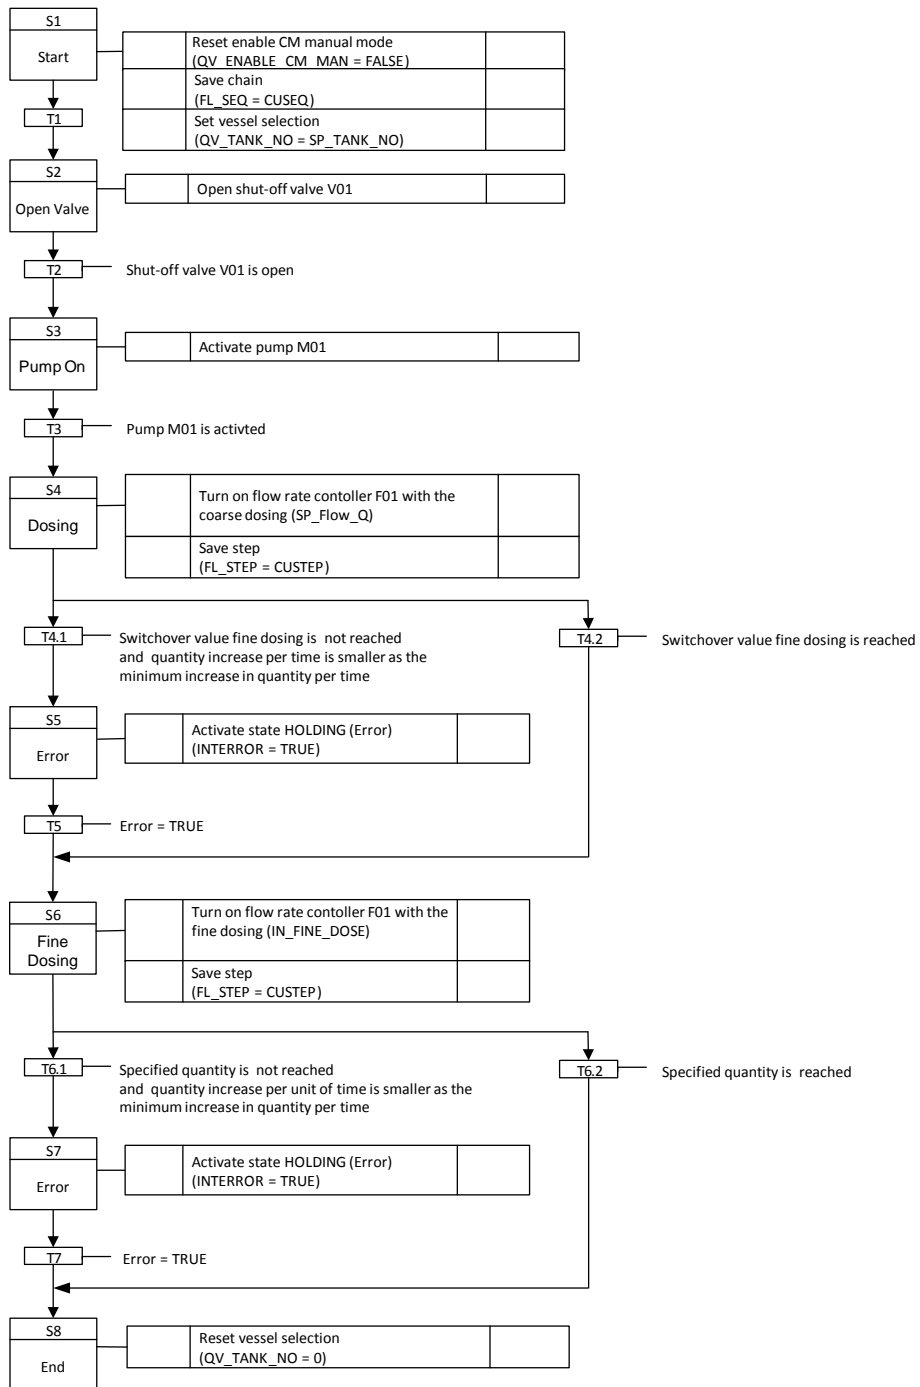 S1
Start
Reset enable CM manual mode
(QV_ENABLE_CM_MAN = FALSE)
Save chain
(FL_SEQ = CUSEQ)
Set vessel selection
(QV_TANK_NO = SP_TANK_NO)
T1
S2
Open Valve
Open shut-off valve V01
T2
Shut-off valve V01 is open
S3
Pump On
Activate pump M01
T3
Pump M01 is activted
S4
Dosing
Turn on flow rate contoller F01 with the
coarse dosing (SP_Flow_Q)
Save step
(FL_STEP = CUSTEP)
T4.1
Switchover value fine dosing is not reached
and quantity increase per time is smaller as the
minimum increase in quantity per time
T4.2
Switchover value fine dosing is reached
S5
Error
Activate state HOLDING (Error)
(INTERROR = TRUE)
T5
Error = TRUE
S6
Fine
Dosing
Turn on flow rate contoller F01 with the
fine dosing (IN_FINE_DOSE)
Save step
(FL_STEP = CUSTEP)
T6.1
Specified quantity is not reached
and quantity increase per unit of time is smaller as the
minimum increase in quantity per time
T6.2
Specified quantity is reached
S7
Error
Activate state HOLDING (Error)
(INTERROR = TRUE)
T7
Error = TRUE
S8
End
Reset vessel selection
(QV_TANK_NO = 0)